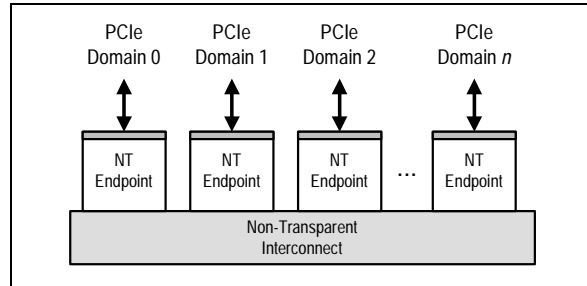 PCIe PCIe PCIe PCIe
Domain 0 Domain 1 Domain 2 Domain n
NT NT NT NT
Endpoint Endpoint Endpoint ... Endpoint
Non-Transparent
Interconnect